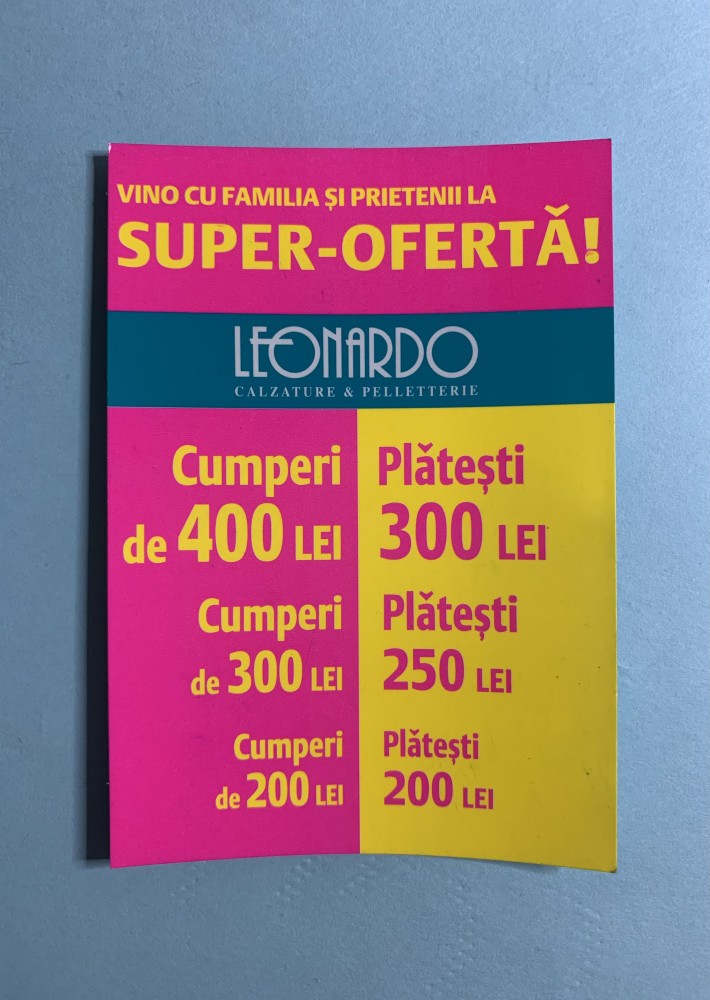 VINO CU FAMILIA ȘI PRIETENII LA
SUPER-OFERTĂ!
LEONARDO
CALZATURE & PELLETTERIE
Cumperi
de 400 LEI
Plătești
300 LEI
Cumperi
de 300 LEI
Plătești
250 LEI
Cumperi
de 200 LEI
Plătești
200 LEI